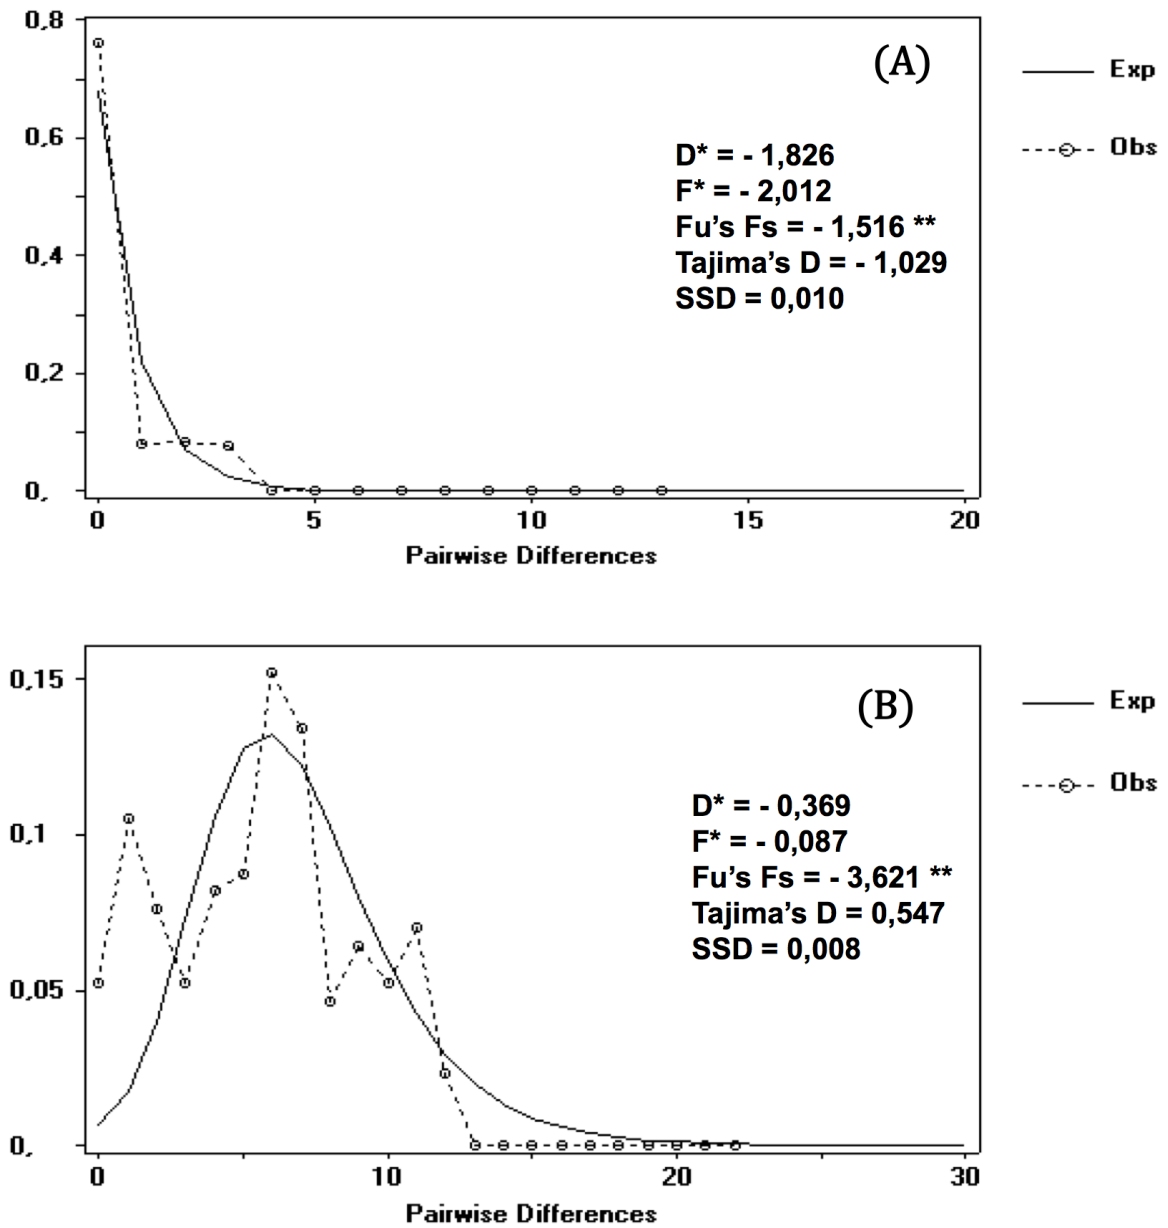 0,8
0,6
0,4
0,2
0,
0 5 10 15 20
Pairwise Differences
(A)
D* = - 1,826
F* = - 2,012
Fu's Fs = - 1,516 **
Tajima's D = - 1,029
SSD = 0,010
Exp
Obs
0,15
0,1
0,05
0,
0 10 20 30
Pairwise Differences
(B)
D* = - 0,369
F* = - 0,087
Fu's Fs = - 3,621 **
Tajima's D = 0,547
SSD = 0,008
Exp
Obs